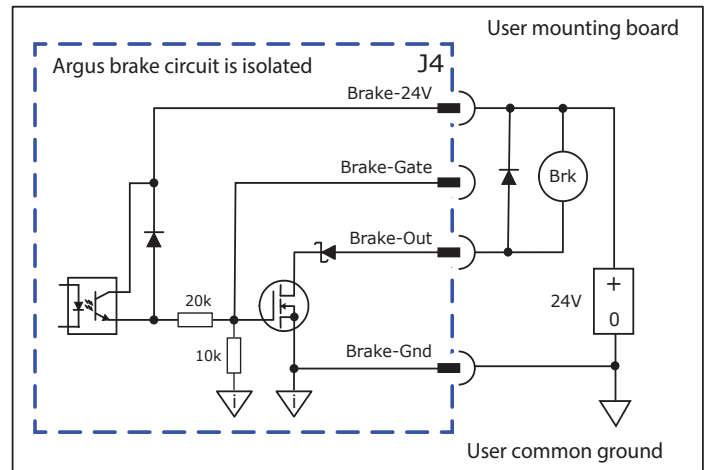 User mounting board
Argus brake circuit is isolated
J4
Brake-24V
Brake-Gate
Brk
Brake-Out
20k
24V
+
0
10k
Brake-Gnd
i
i
User common ground